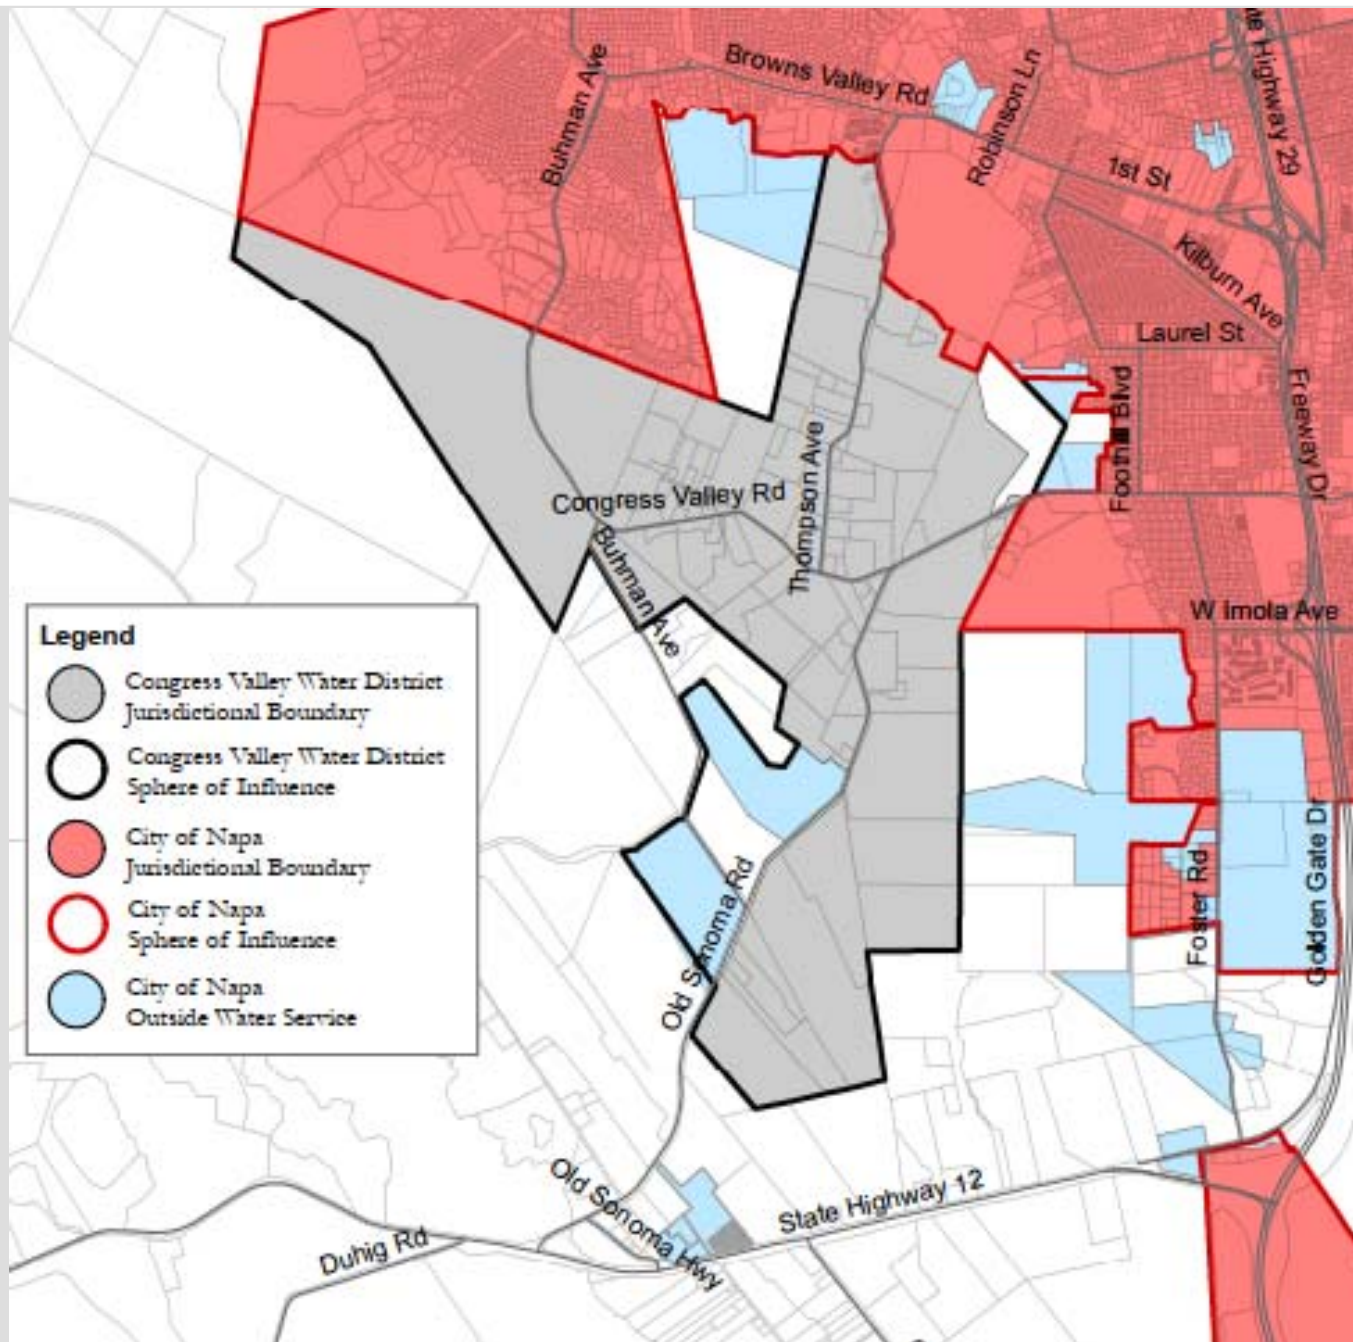 Browns Valley Rd
Buhman Ave
Robinson Ln
te Highway 29
1st St
Kilburn Ave
Laurel St
Foothill Blvd
Freeway Dr
Thompson Ave
Congress Valley Rd
Buhman Ave
W Imola Ave
Legend
Congress Valley Water District
Jurisdictional Boundary
Congress Valley Water District
Sphere of Influence
City of Napa
Jurisdictional Boundary
City of Napa
Sphere of Influence
City of Napa
Outside Water Service
Old Sonoma Rd
Foster Rd
Golden Gate Dr
Old Sonoma Hwy
State Highway 12
Duhig Rd